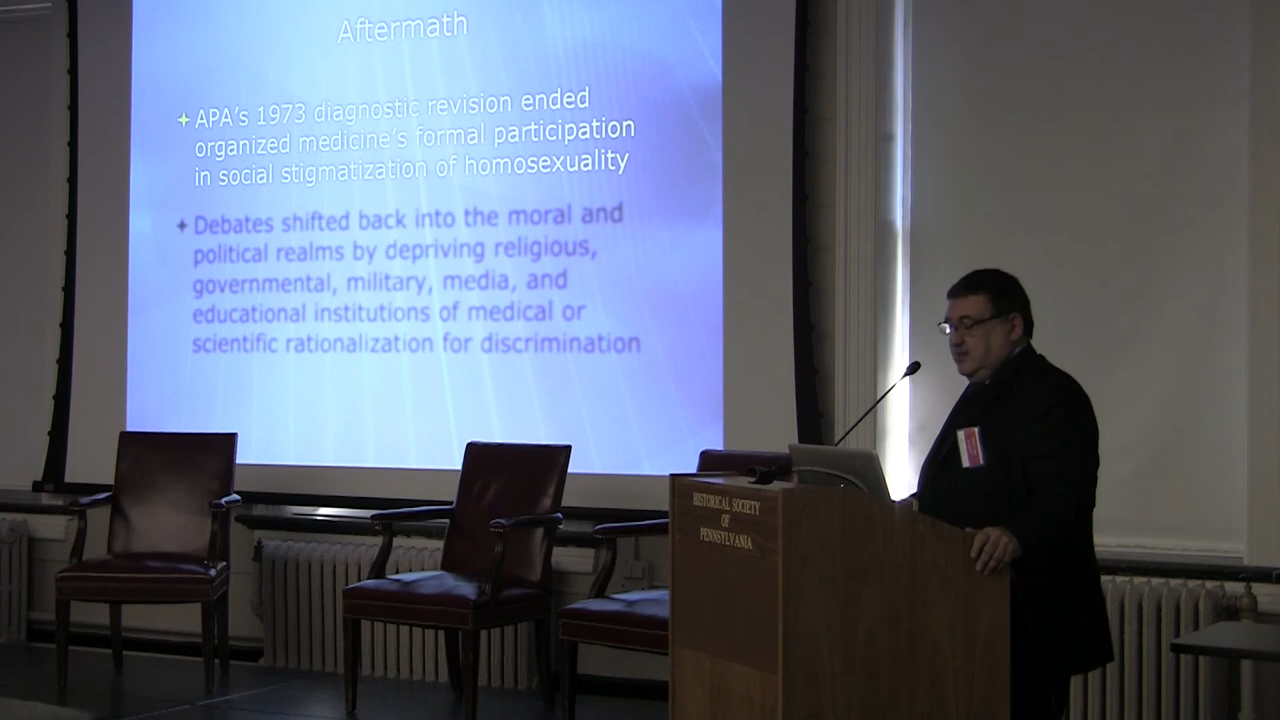 Aftermath
APA's 1973 diagnostic revision ended
organized medicine's formal participation
in social stigmatization of homosexuality
Debates shifted back into the moral and
political realms by depriving religious,
governmental, military, media, and
educational institutions of medical or
scientific rationalization for discrimination
HISTORICAL SOCIETY
OF
PENNSYLVANIA